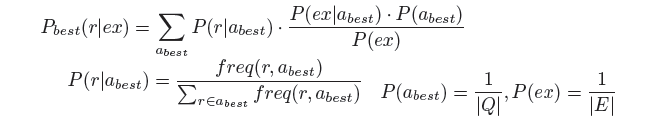 $P_{best}(r|ex) = \sum_{a_{best}} P(r|a_{best}) \cdot \frac{P(ex|a_{best}) \cdot P(a_{best})}{P(ex)}$
$P(r|a_{best}) = \frac{freq(r, a_{best})}{\sum_{r \in a_{best}} freq(r, a_{best})} \quad P(a_{best}) = \frac{1}{|Q|}, P(ex) = \frac{1}{|E|}$